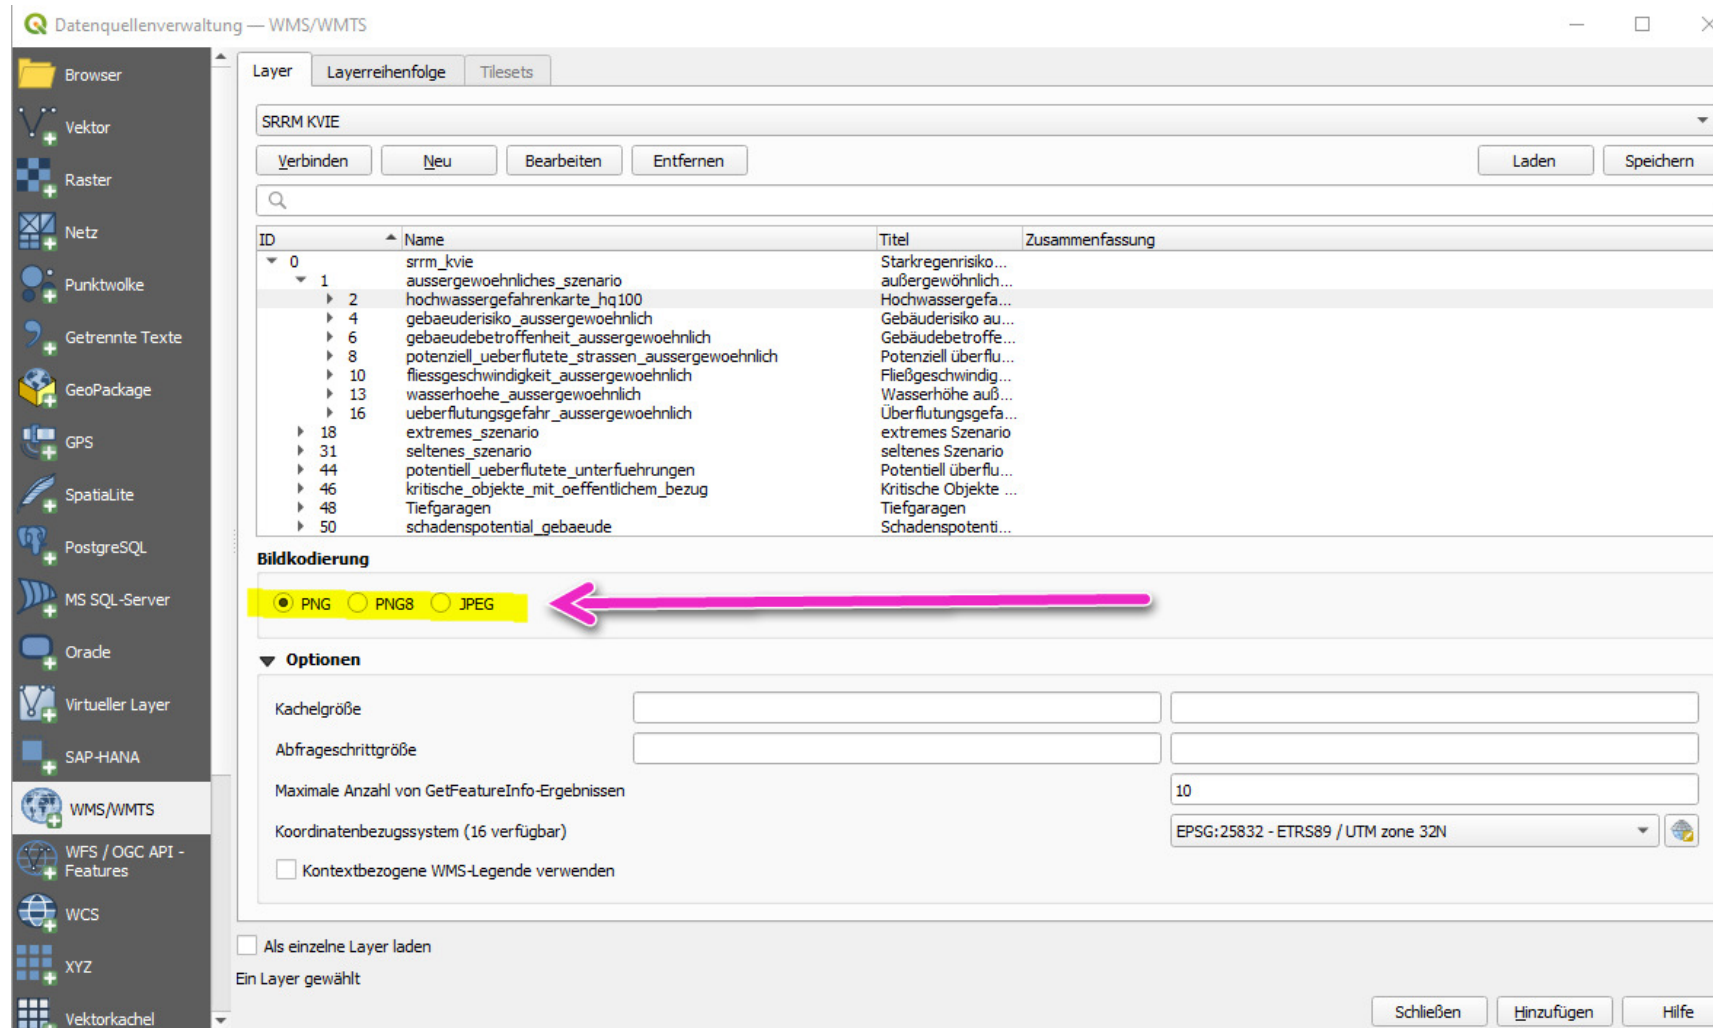 Datenquellenverwaltung — WMS/WMTS
Browser
Vektor
Raster
Netz
Punktwolke
Getrennte Texte
GeoPackage
GPS
SpatiaLite
PostgreSQL
MS SQL-Server
Oracle
Virtueller Layer
SAP-HANA
WMS/WMTS
WFS / OGC API -
Features
WCS
XYZ
Vektorkachel
Layer Layerreihenfolge Tilesets
SRRM KVIE
Verbinden Neu Bearbeiten Entfernen Laden Speichern
ID Name Titel Zusammenfassung
0 srrm_kvie Starkregenrisiko...
1 aussergewoehnliches_szenario außergewöhnlich...
2 hochwassergefahrenkarte_hq100 Hochwassergefa...
4 gebaeuderisiko_aussergewoehnlich Gebäuderisiko au...
6 gebaeudebetroffenheit_aussergewoehnlich Gebäudebetroffe...
8 potenziell_ueberflutete_strassen_aussergewoehnlich Potenziell überflu...
10 fliessgeschwindigkeit_aussergewoehnlich Fließgeschwindig...
13 wasserhoehe_aussergewoehnlich Wasserhöhe auß...
16 ueberflutungsgefahr_aussergewoehnlich Überflutungsgefa...
18 extremes_szenario extremes Szenario
31 seltenes_szenario seltenes Szenario
44 potentiell_ueberflutete_unterfuehrungen Potentiell überflu...
46 kritische_objekte_mit_oeffentlichem_bezug Kritische Objekte ...
48 Tiefgaragen Tiefgaragen
50 schadenspotential_gebaeude Schadenspotenti...
Bildkodierung
PNG PNG8 JPEG
Optionen
Kachelgröße
Abfrageschrittgröße
Maximale Anzahl von GetFeatureInfo-Ergebnissen 10
Koordinatenbezugssystem (16 verfügbar) EPSG:25832 - ETRS89 / UTM zone 32N
Kontextbezogene WMS-Legende verwenden
Als einzelne Layer laden
Ein Layer gewählt
Schließen Hinzufügen Hilfe